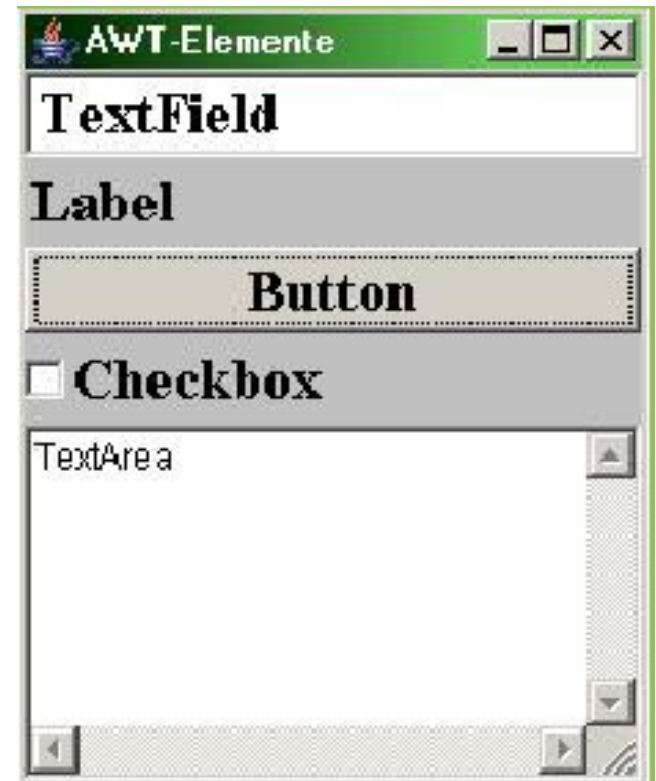 AWT-Elemente
TextField
Label
Button
Checkbox
TextArea